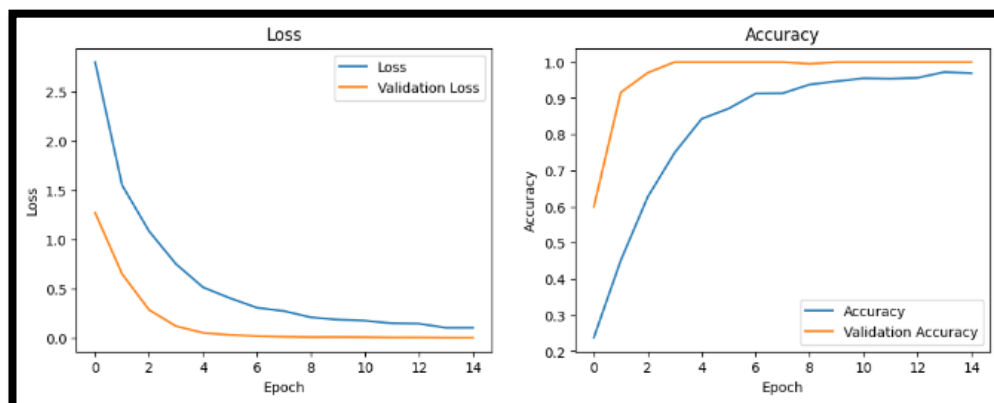 Loss
Loss
Validation Loss
2.5
2.0
1.5
1.0
0.5
0.0
Loss
0 2 4 6 8 10 12 14
Epoch
Accuracy
1.0
0.9
0.8
0.7
0.6
0.5
0.4
0.3
0.2
Accuracy
Accuracy
Validation Accuracy
0 2 4 6 8 10 12 14
Epoch